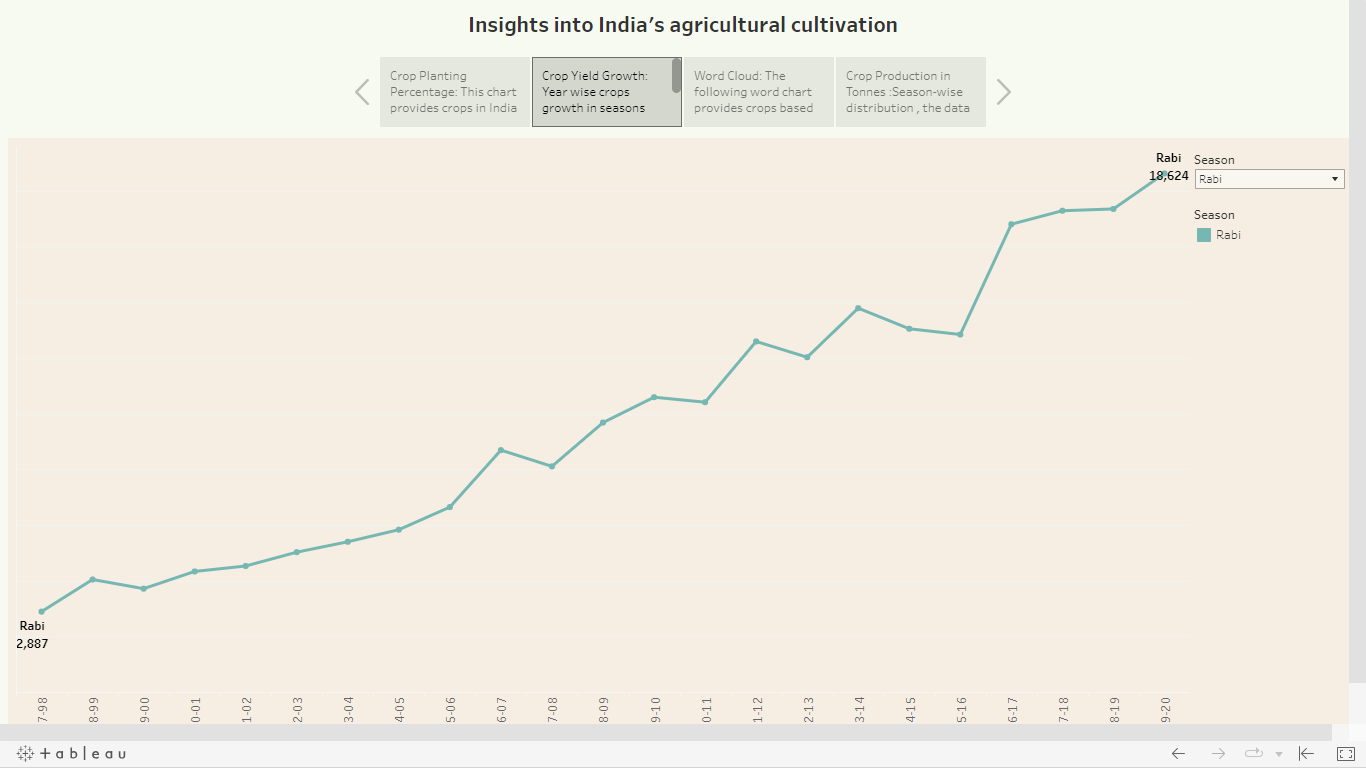 Insights into India’s agricultural cultivation
Crop Planting
Percentage: This chart
provides crops in India
Crop Yield Growth:
Year wise crops
growth in seasons
Word Cloud: The
following word chart
provides crops based
Crop Production in
Tonnes :Season-wise
distribution , the data
Rabi
18,624
Season
Rabi
Season
Rabi
Rabi
2,887
7-98
8-99
9-00
0-01
1-02
2-03
3-04
4-05
5-06
6-07
7-08
8-09
9-10
0-11
1-12
2-13
3-14
4-15
5-16
6-17
7-18
8-19
9-20
+ableau